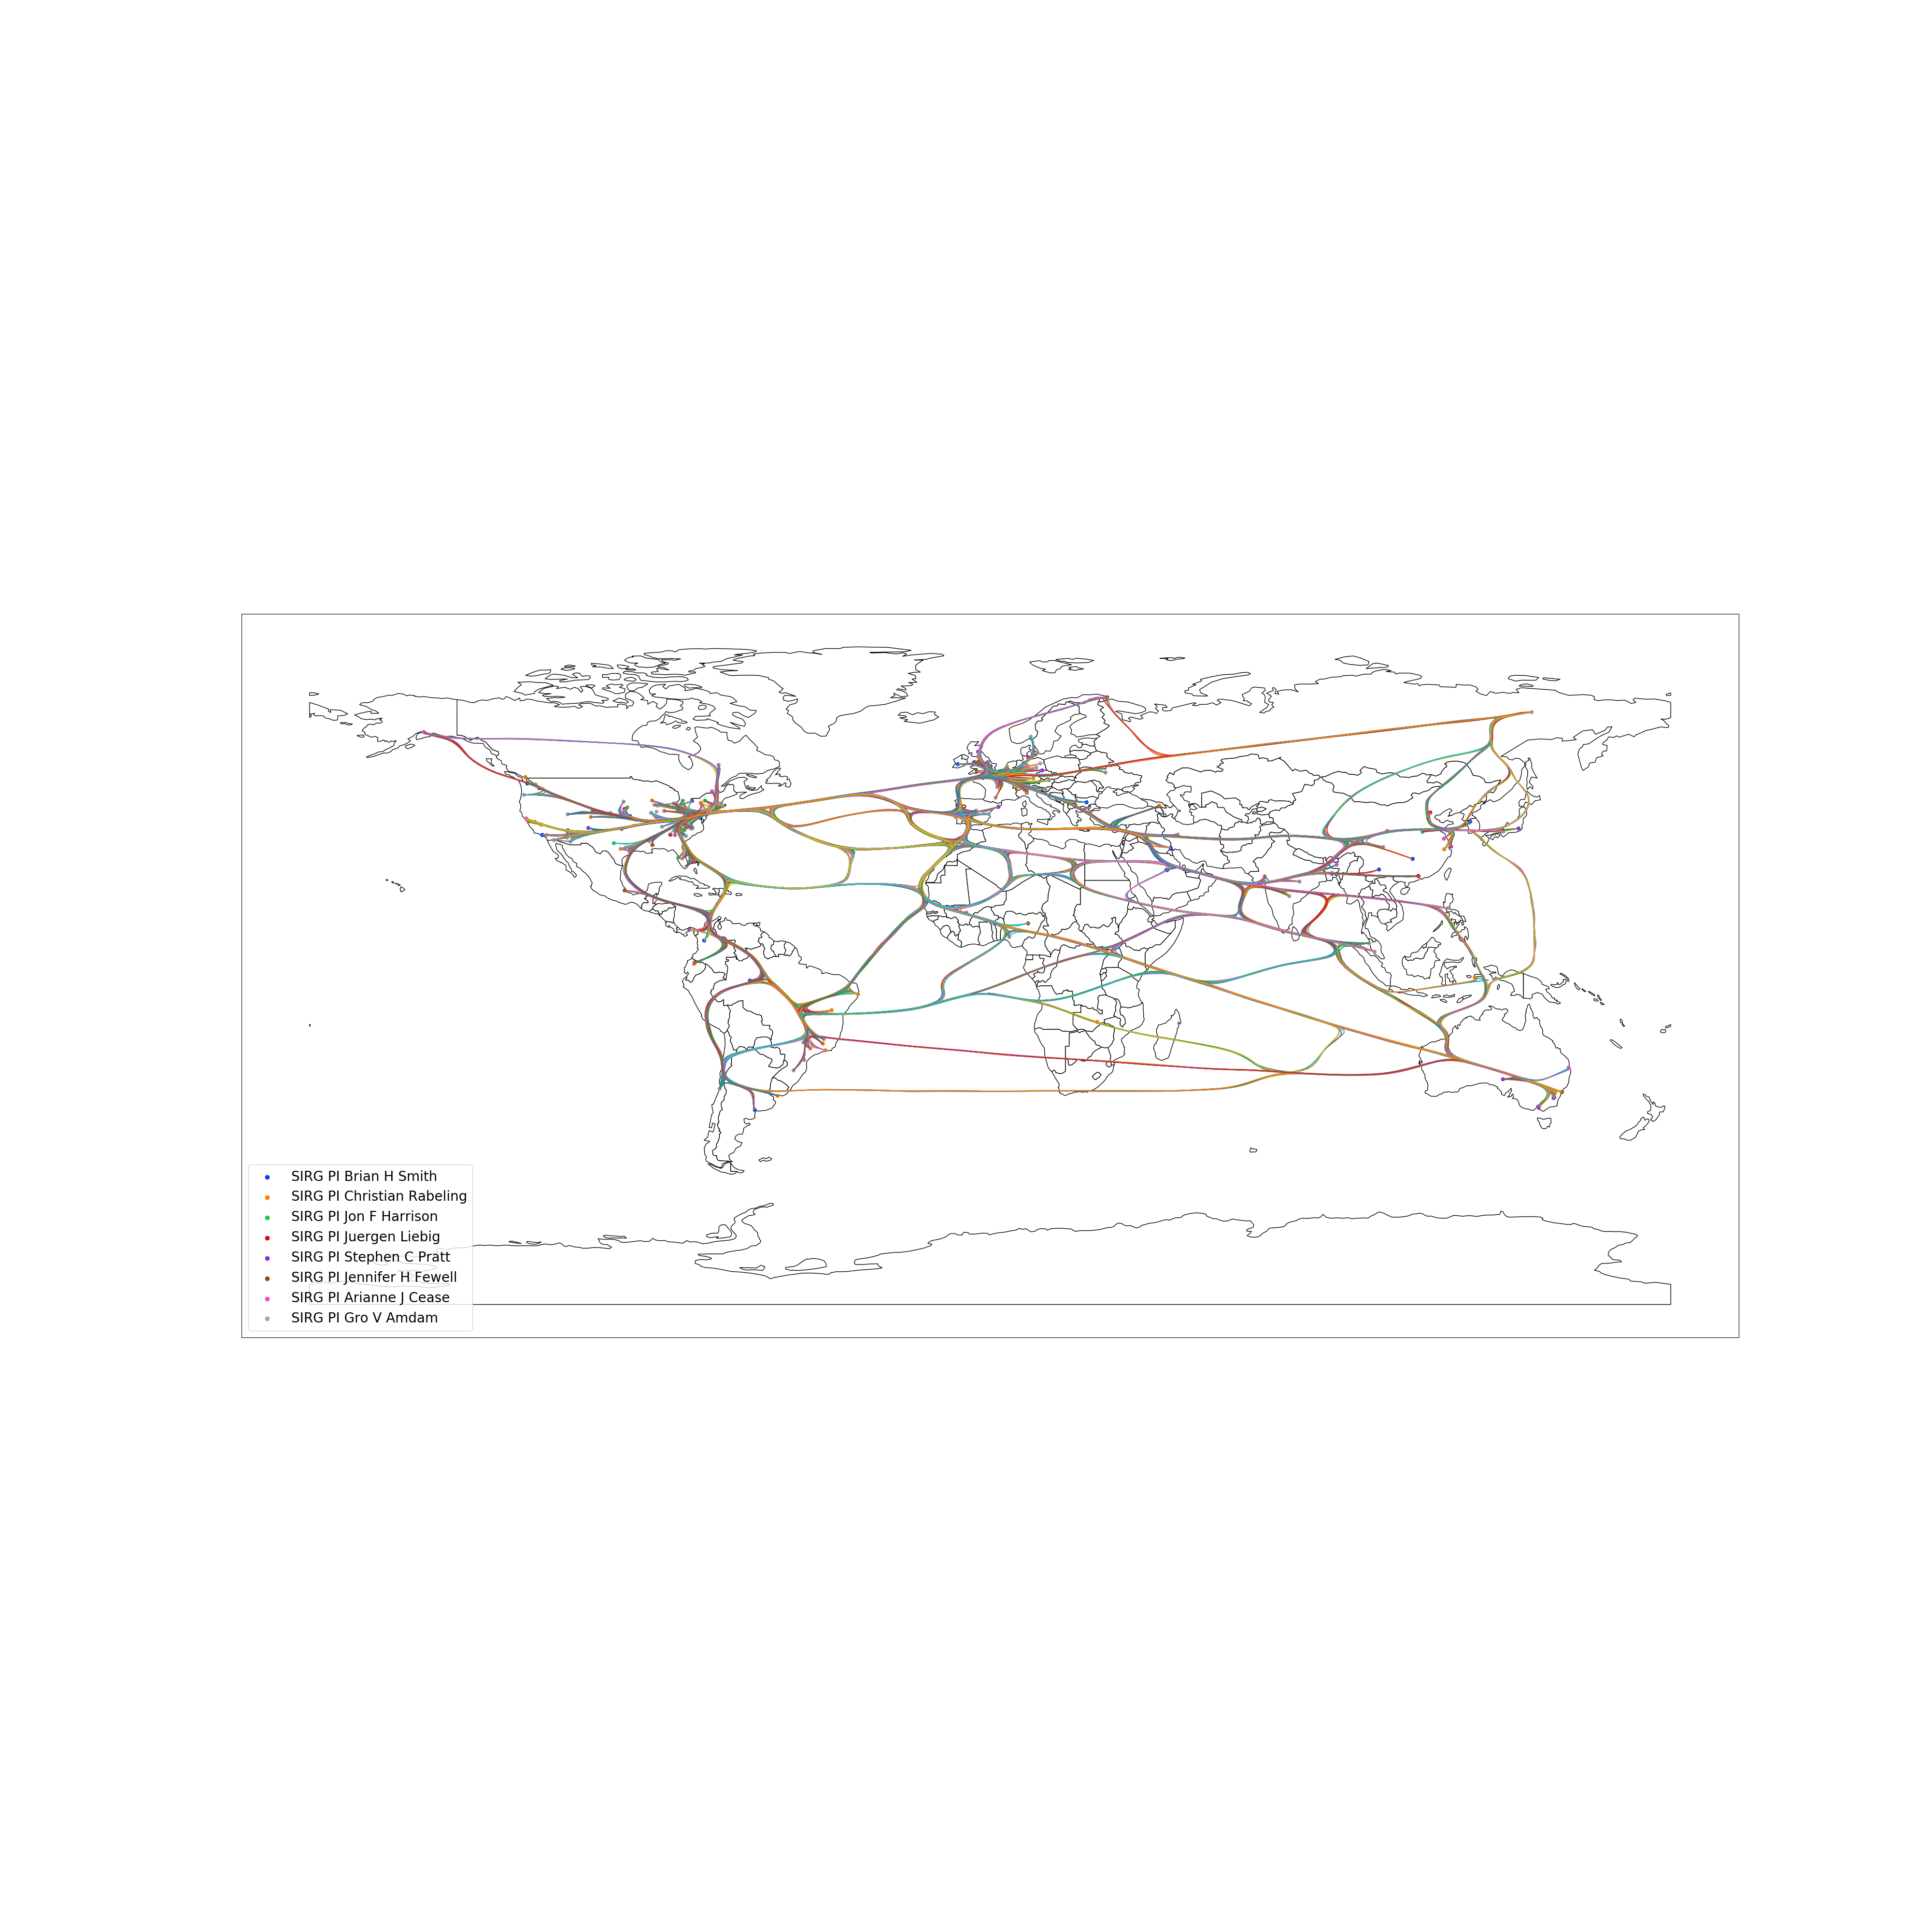 SIRG PI Brian H Smith
SIRG PI Christian Rabeling
SIRG PI Jon F Harrison
SIRG PI Juergen Liebig
SIRG PI Stephen C Pratt
SIRG PI Jennifer H Fewell
SIRG PI Arianne J Cease
SIRG PI Gro V Amdam